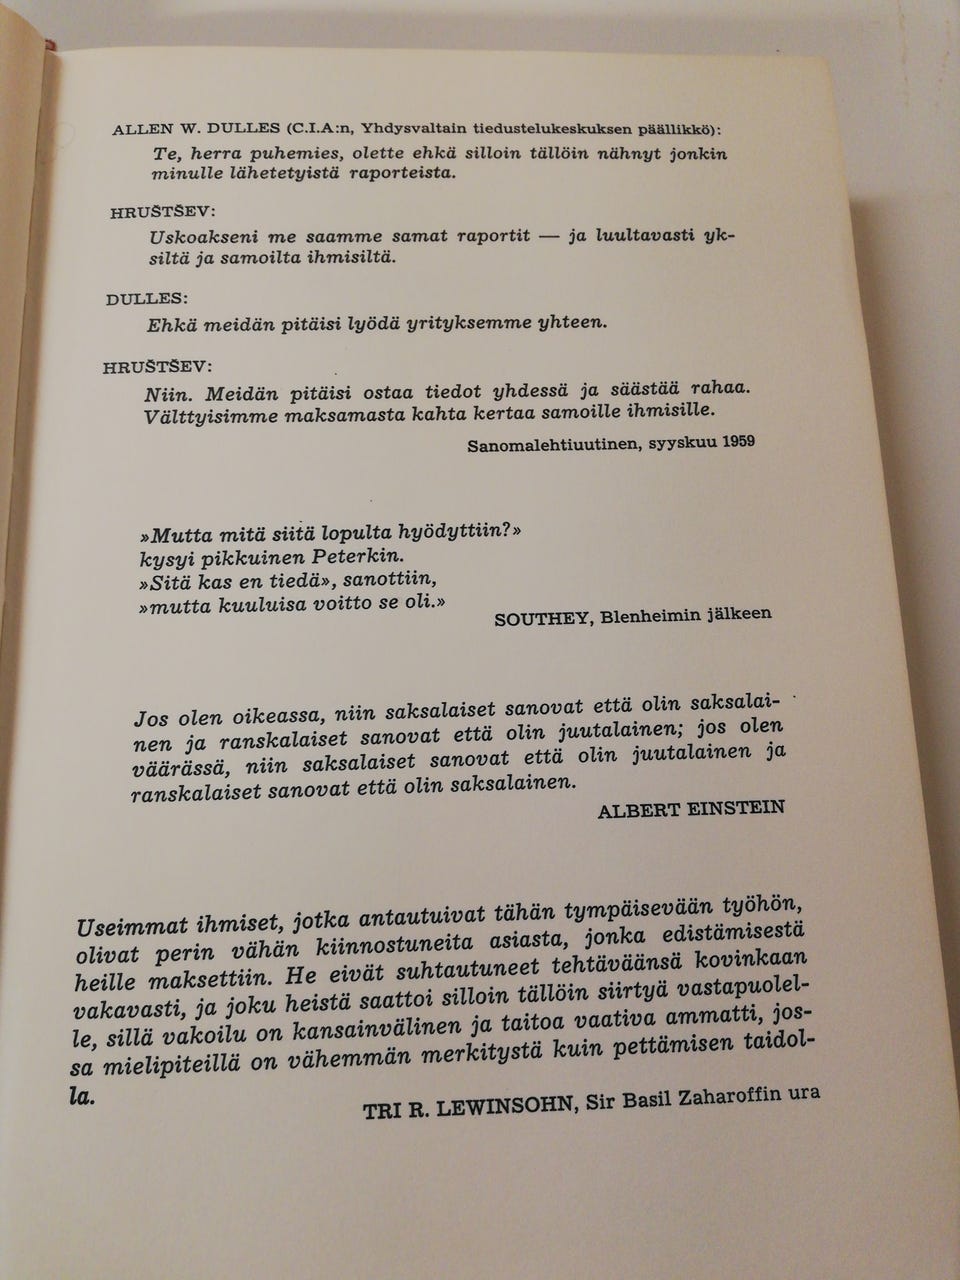 ALLEN W. DULLES (C.I.A:n, Yhdysvaltain tiedustelukeskuksen päällikkö):
Te, herra puhemies, olette ehkä silloin tällöin nähnyt jonkin
minulle lähetetyistä raporteista.
HRUŠTŠEV:
Uskoakseni me saamme samat raportit — ja luultavasti yk-
siltä ja samoilta ihmisiltä.
DULLES:
Ehkä meidän pitäisi lyödä yrityksemme yhteen.
HRUŠTŠEV:
Niin. Meidän pitäisi ostaa tiedot yhdessä ja säästää rahaa.
Välttyisimme maksamasta kahta kertaa samoille ihmisille.
Sanomalehtiuutinen, syyskuu 1959
»Mutta mitä siitä lopulta hyödyttiin?»
kysyi pikkuinen Peterkin.
»Sitä kas en tiedä», sanottiin,
»mutta kuuluisa voitto se oli.»
SOUTHEY, Blenheimin jälkeen
Jos olen oikeassa, niin saksalaiset sanovat että olin saksalai-
nen ja ranskalaiset sanovat että olin juutalainen; jos olen
väärässä, niin saksalaiset sanovat että olin juutalainen ja
ranskalaiset sanovat että olin saksalainen.
ALBERT EINSTEIN
Useimmat ihmiset, jotka antautuivat tähän tympäisevään työhön,
olivat perin vähän kiinnostuneita asiasta, jonka edistämisestä
heille maksettiin. He eivät suhtautuneet tehtäväänsä kovinkaan
vakavasti, ja joku heistä saattoi silloin tällöin siirtyä vastapuolel-
le, sillä vakoilu on kansainvälinen ja taitoa vaativa ammatti, jos-
sa mielipiteillä on vähemmän merkitystä kuin pettämisen taidol-
la.
TRI R. LEWINSOHN, Sir Basil Zaharoffin ura